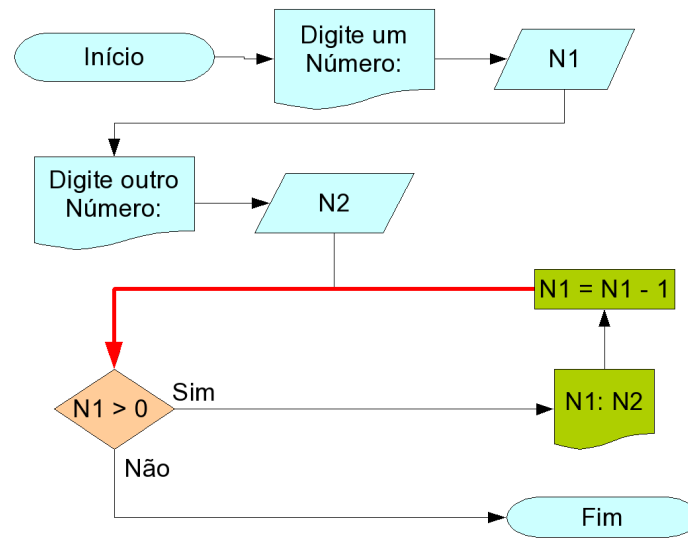 Início
Digite um
Número:
N1
Digite outro
Número:
N2
N1 = N1 - 1
N1 > 0
Sim
N1: N2
Não
Fim